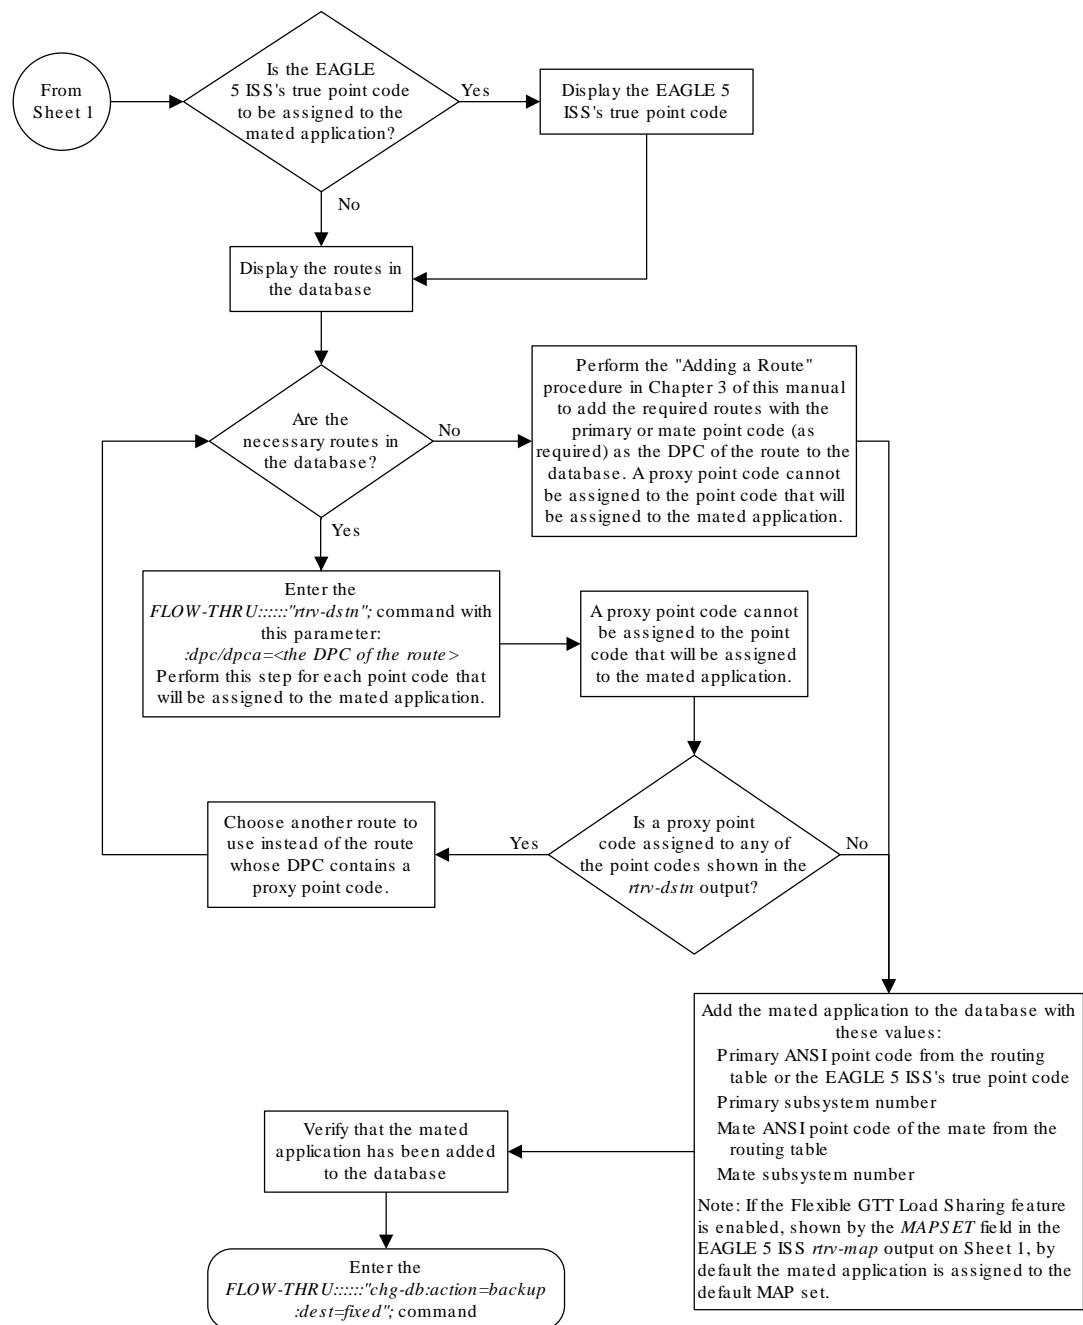 From
Sheet 1
Is the EAGLE
5 ISS's true point code
to be assigned to the
mated application?
Yes
Display the EAGLE 5
ISS's true point code
No
Display the routes in
the database
Are the
necessary routes in
the database?
No
Perform the "Adding a Route"
procedure in Chapter 3 of this manual
to add the required routes with the
primary or mate point code (as
required) as the DPC of the route to the
database. A proxy point code cannot
be assigned to the point code that will
be assigned to the mated application.
Yes
Enter the
FLOW-THRU::::::"rtrv-dstn"; command with
this parameter:
:dpc/dpca=<the DPC of the route>
Perform this step for each point code that
will be assigned to the mated application.
A proxy point code cannot
be assigned to the point
code that will be assigned
to the mated application.
Is a proxy point
code assigned to any of
the point codes shown in the
rtrv-dstn output?
Yes
No
Choose another route to
use instead of the route
whose DPC contains a
proxy point code.
Add the mated application to the database with
these values:
Primary ANSI point code from the routing
table or the EAGLE 5 ISS's true point code
Primary subsystem number
Mate ANSI point code of the mate from the
routing table
Mate subsystem number
Note: If the Flexible GTT Load Sharing feature
is enabled, shown by the MAPSET field in the
EAGLE 5 ISS rtrv-map output on Sheet 1, by
default the mated application is assigned to the
default MAP set.
Verify that the mated
application has been added
to the database
Enter the
FLOW-THRU::::::"chg-db:action=backup
:dest=fixed"; command